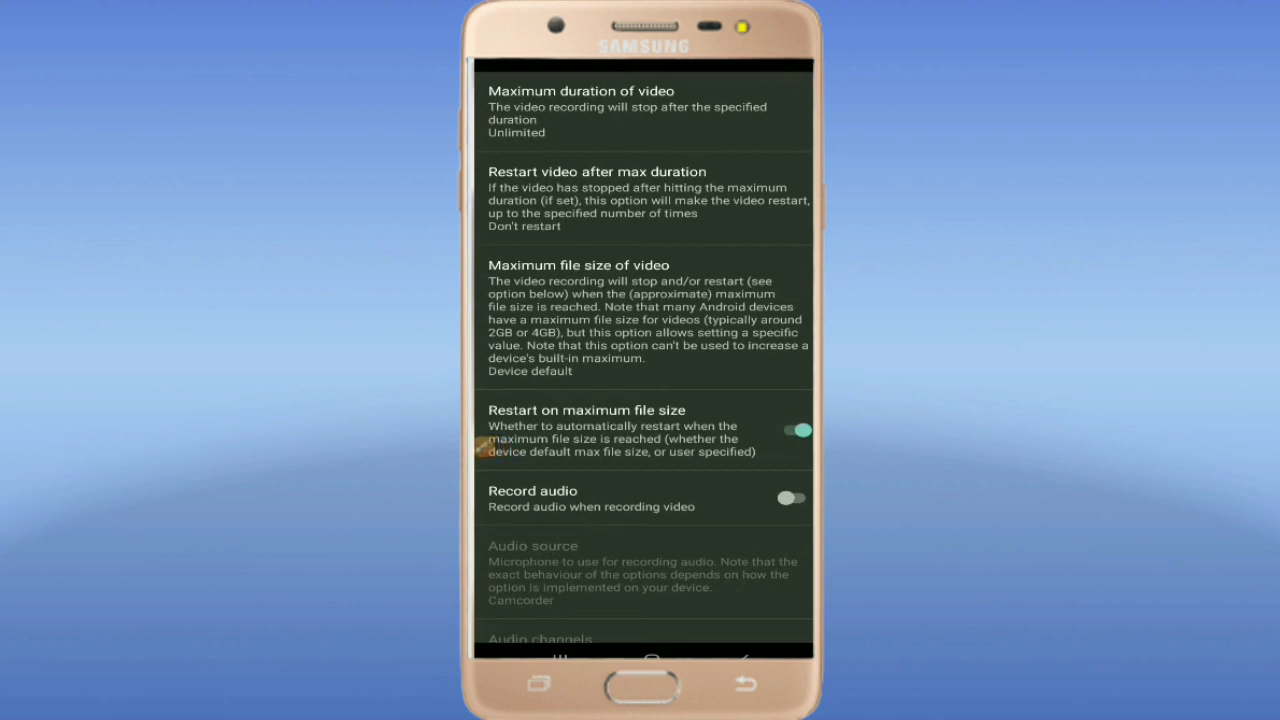 SAMSUNG
Maximum duration of video
The video recording will stop after the specified
duration
Unlimited
Restart video after max duration
If the video has stopped after hitting the maximum
duration (if set), this option will make the video restart,
up to the specified number of times
Don't restart
Maximum file size of video
The video recording will stop and/or restart (see
option below) when the (approximate) maximum
file size is reached. Note that many Android devices
have a maximum file size for videos (typically around
2GB or 4GB), but this option allows setting a specific
value. Note that this option can't be used to increase a
device's built-in maximum.
Device default
Restart on maximum file size
Whether to automatically restart when the
maximum file size is reached (whether the
device default max file size, or user specified)
Record audio
Record audio when recording video
Audio source
Microphone to use for recording audio. Note that the
exact behaviour of the options depends on how the
option is implemented on your device.
Camcorder
Audio channels